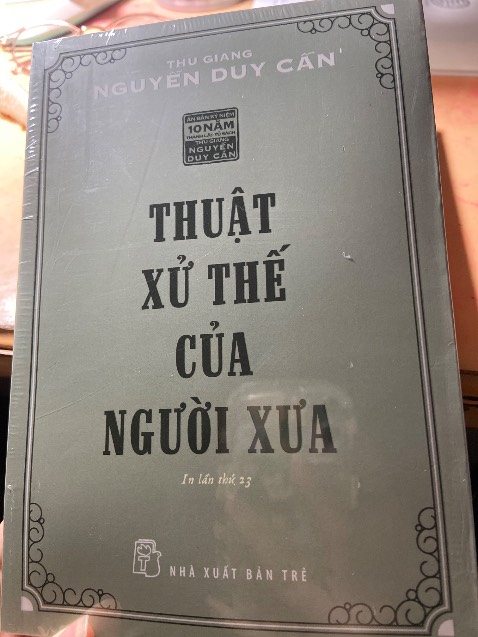 THU GIANG
NGUYỄN DUY CẦN
ẤN BẢN KỶ NIỆM
10 NĂM
THÀNH LẬP TỦ SÁCH
THU GIANG
NGUYỄN
DUY CẦN
THUẬT
XỬ THẾ
CỦA
NGƯỜI XƯA
In lần thứ 23
NHÀ XUẤT BẢN TRẺ